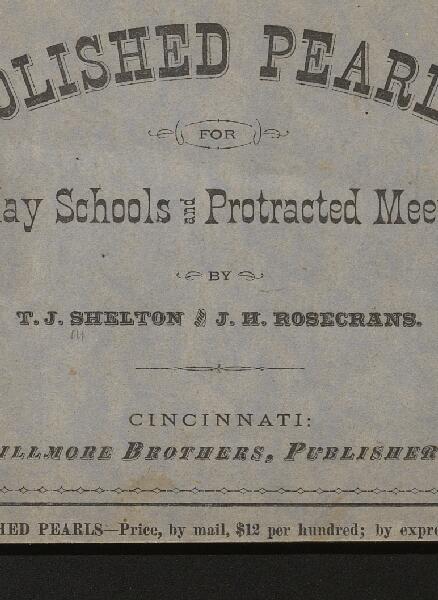 OLISHED PEARL
FOR
ay Schools and Protracted Mee
BY
T. J. SHELTON AND J. H. ROSECRANS.
CINCINNATI:
ILLMORE BROTHERS, PUBLISHER
HED PEARLS—Price, by mail, $12 per hundred; by expre